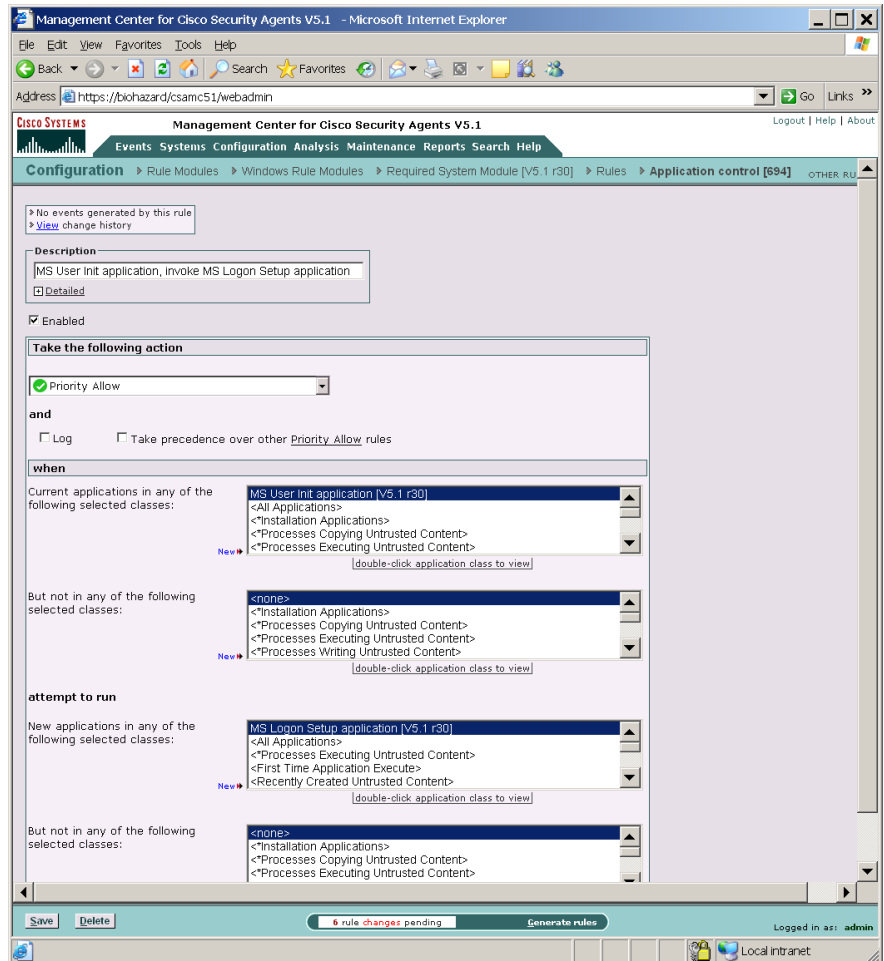 Management Center for Cisco Security Agents V5.1 - Microsoft Internet Explorer
File Edit View Favorites Tools Help
Back Search Favorites
Address https://biohazard/csamc51/webadmin Go Links »
CISCO SYSTEMS
Management Center for Cisco Security Agents V5.1
Logout | Help | About
Events Systems Configuration Analysis Maintenance Reports Search Help
Configuration Rule Modules Windows Rule Modules Required System Module [V5.1 r30] Rules Application control [694] OTHER RU
No events generated by this rule
View change history
Description
MS User Init application, invoke MS Logon Setup application
Detailed
Enabled
Take the following action
Priority Allow
and
Log Take precedence over other Priority Allow rules
when
Current applications in any of the
following selected classes:
New
MS User Init application [V5.1 r30]
<All Applications>
<*Installation Applications>
<*Processes Copying Untrusted Content>
<*Processes Executing Untrusted Content>
double-click application class to view
But not in any of the following
selected classes:
New
<none>
<*Installation Applications>
<*Processes Copying Untrusted Content>
<*Processes Executing Untrusted Content>
<*Processes Writing Untrusted Content>
double-click application class to view
attempt to run
New applications in any of the
following selected classes:
New
MS Logon Setup application [V5.1 r30]
<All Applications>
<*Processes Executing Untrusted Content>
<First Time Application Execute>
<Recently Created Untrusted Content>
double-click application class to view
But not in any of the following
selected classes:
<none>
<*Installation Applications>
<*Processes Copying Untrusted Content>
<*Processes Executing Untrusted Content>
Save Delete 6 rule changes pending Generate rules Logged in as: admin
Local intranet